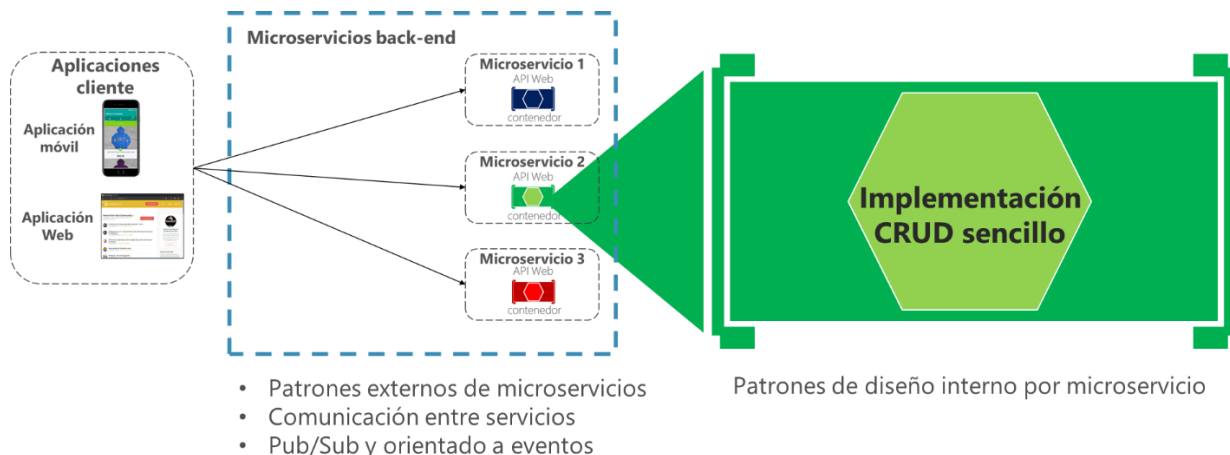 Aplicaciones
cliente
Aplicación
móvil
Aplicación
Web
Microservicios back-end
Microservicio 1
API Web
contenedor
Microservicio 2
API Web
contenedor
Microservicio 3
API Web
contenedor
Implementación
CRUD sencillo
• Patrones externos de microservicios
• Comunicación entre servicios
• Pub/Sub y orientado a eventos
Patrones de diseño interno por microservicio